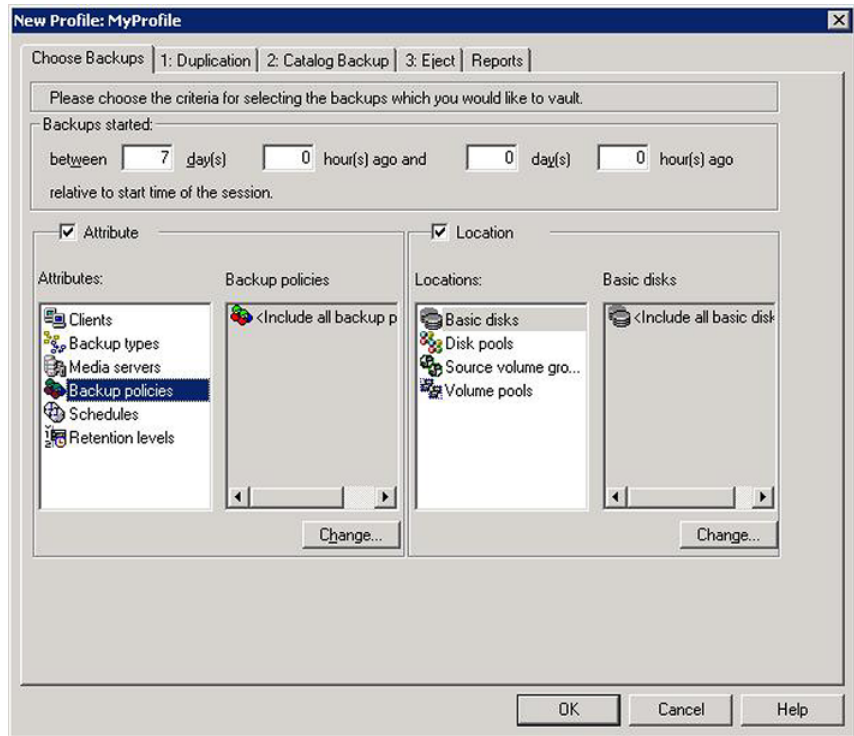 New Profile: MyProfile
Choose Backups 1: Duplication 2: Catalog Backup 3: Eject Reports
Please choose the criteria for selecting the backups which you would like to vault.
Backups started:
between 7 day(s) 0 hour(s) ago and 0 day(s) 0 hour(s) ago
relative to start time of the session.
Attribute
Attributes:
Clients
Backup types
Media servers
Backup policies
Schedules
Retention levels
Backup policies
<Include all backup p
Change...
Location
Locations:
Basic disks
Disk pools
Source volume gro...
Volume pools
Basic disks
<Include all basic disk
Change...
OK Cancel Help